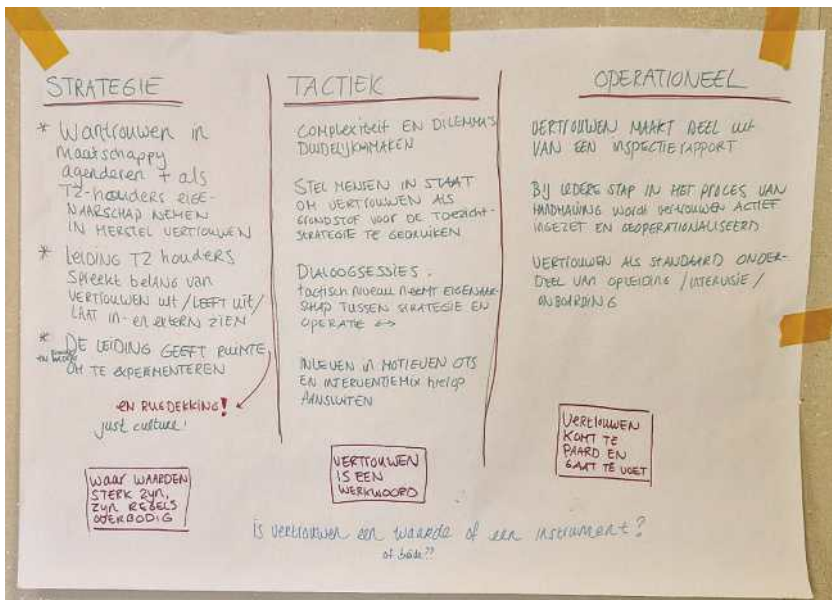 STRATEGIE
* Wantrouwen in
maatschappy
agenderen + als
TZ-houders eige-
naarschap nemen
in herstel vertrouwen
* Leiding TZ houders
spreekt belang van
vertrouwen uit / leeft uit /
laat in- en extern zien
* De leiding geeft ruimte
om te experimenteren
en rugdekking!
just culture!
waar waarden
sterk zyn,
zyn regels
overbodig
TACTIEK
Complexiteit en dilemma's
duidelijk maken
Stel mensen in staat
om vertrouwen als
grondstof voor de toezicht-
strategie te gebruiken
Dialoogsessies:
tactisch niveau neemt eigenaar-
schap tussen strategie en
operatie ↔
Inleven in motieven OTS
en interventiemix hierop
aansluiten
Vertrouwen
is een
werkwoord
OPERATIONEEL
Vertrouwen maakt deel uit
van een inspectierapport
Bij iedere stap in het proces van
handhaving wordt vertrouwen actief
ingezet en geoperationaliseerd
Vertrouwen als standaard onder-
deel van opleiding / intervisie /
onboarding
Vertrouwen
komt te
paard en
gaat te voet
is vertrouwen een waarde of een instrument?
of beide??